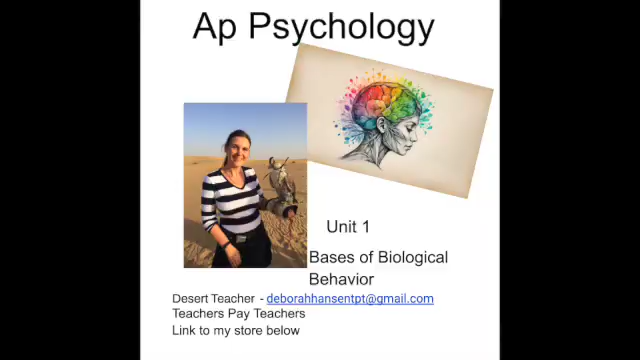 Ap Psychology
Unit 1
Bases of Biological
Behavior
Desert Teacher - deborahhansentpt@gmail.com
Teachers Pay Teachers
Link to my store below